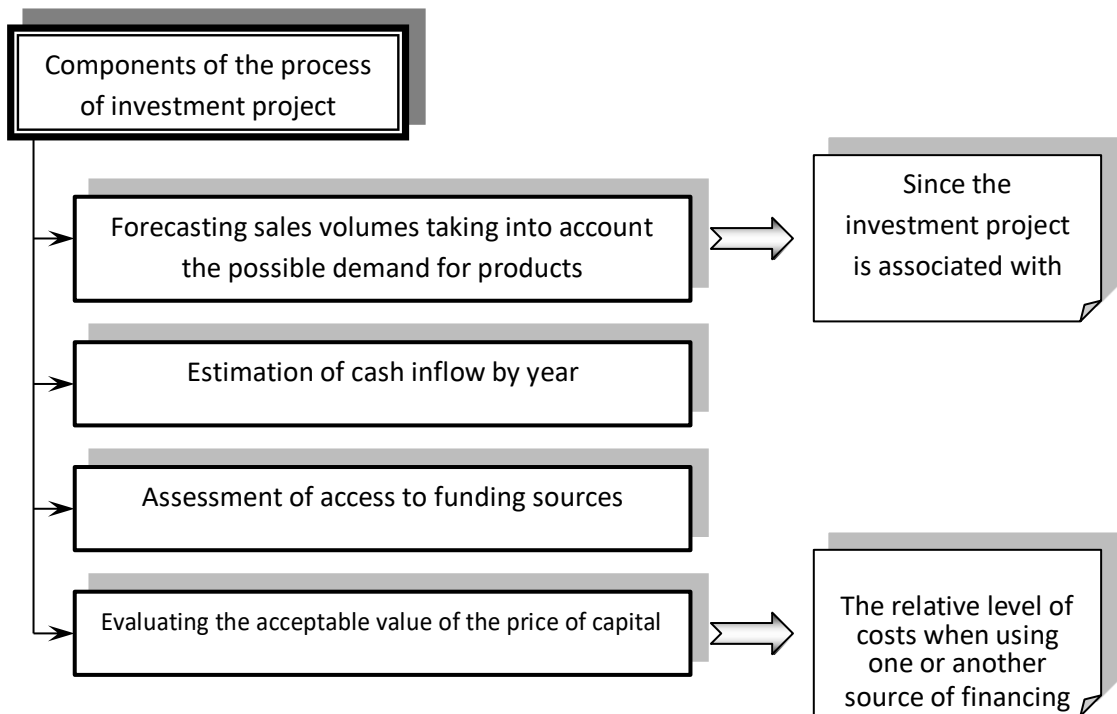 Components of the process
of investment project
Forecasting sales volumes taking into account
the possible demand for products
Since the
investment project
is associated with
Estimation of cash inflow by year
Assessment of access to funding sources
Evaluating the acceptable value of the price of capital
The relative level of
costs when using
one or another
source of financing